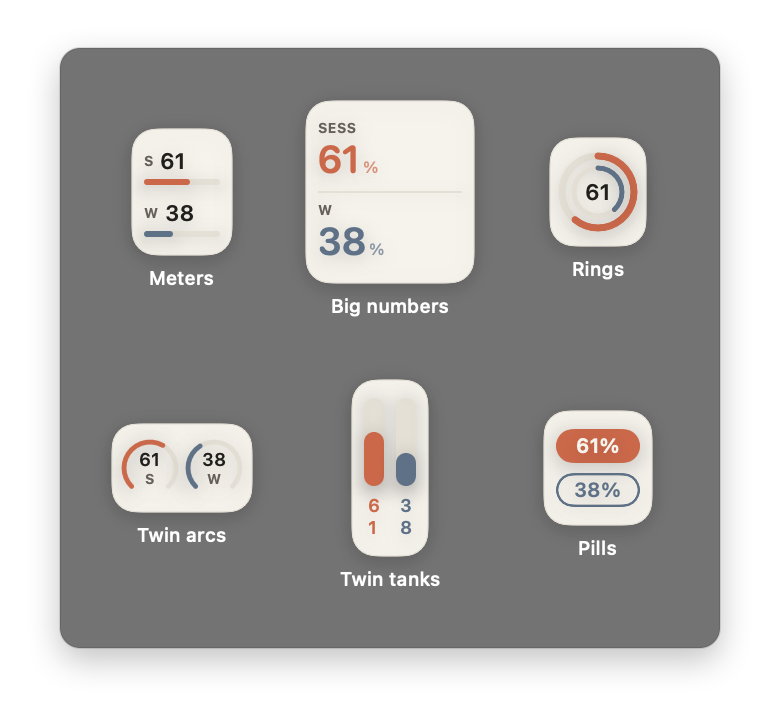 S 61
W 38
Meters
SESS
61%
W
38%
Big numbers
61
Rings
61
S
38
W
Twin arcs
6
1
3
8
Twin tanks
61%
38%
Pills